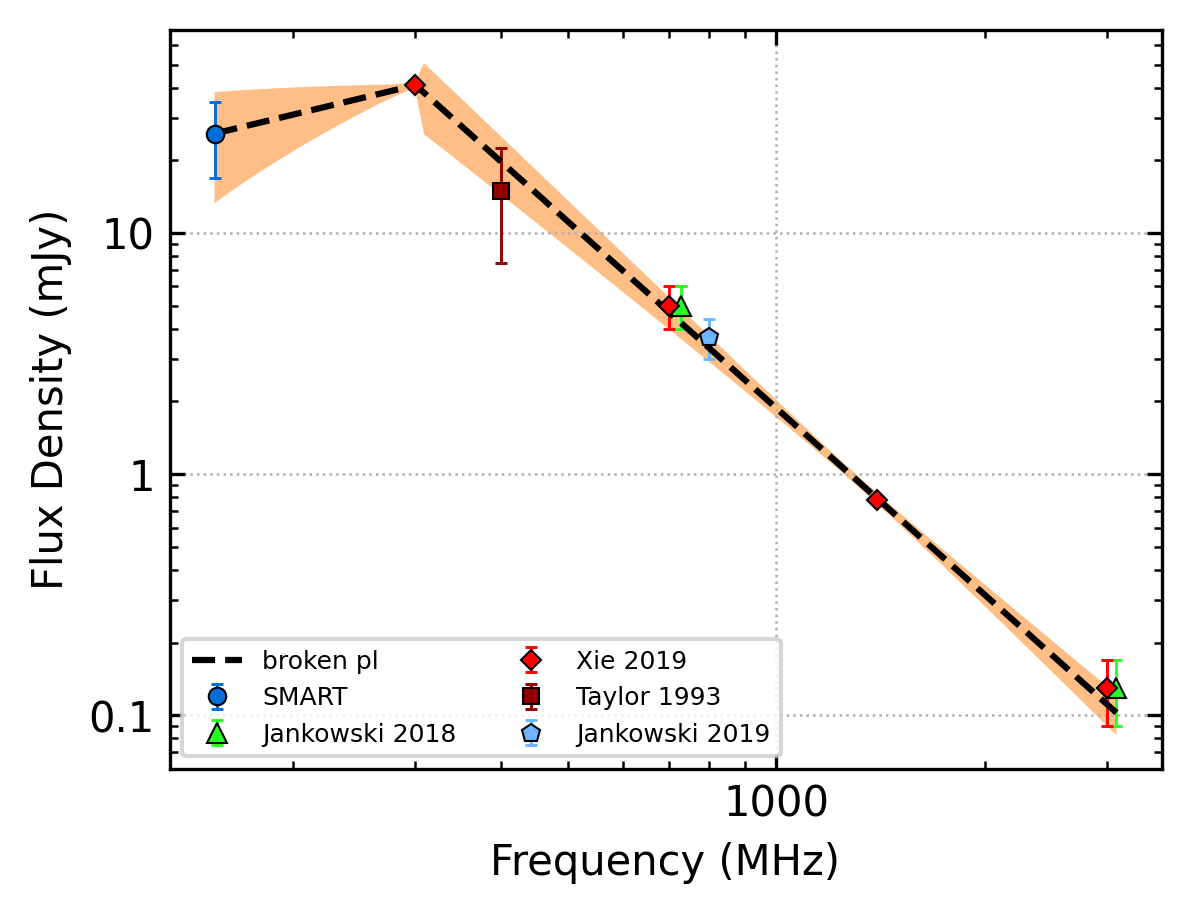 Flux Density (mJy)
10
1
0.1
broken pl
SMART
Jankowski 2018
Xie 2019
Taylor 1993
Jankowski 2019
1000
Frequency (MHz)